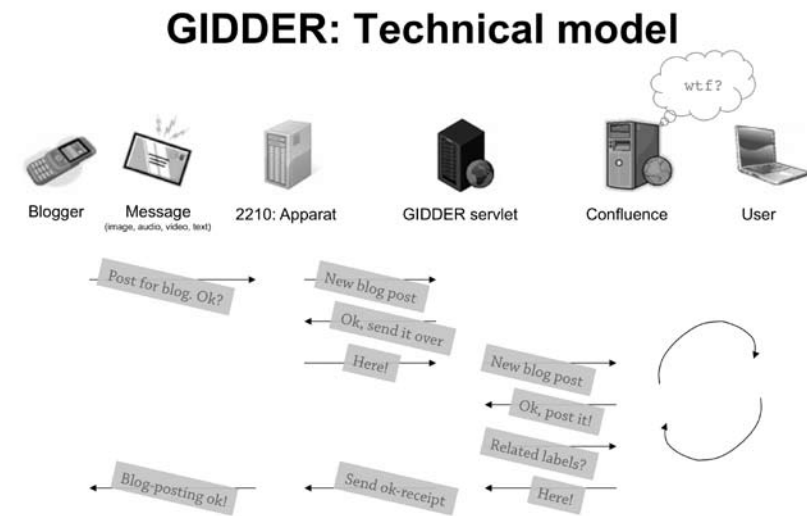 GIDDER: Technical model
wtf?
Blogger
Message
(image, audio, video, text)
2210: Apparat
GIDDER servlet
Confluence
User
Post for blog. Ok?
New blog post
Ok, send it over
Here!
New blog post
Ok, post it!
Related labels?
Blog-posting ok!
Send ok-receipt
Here!